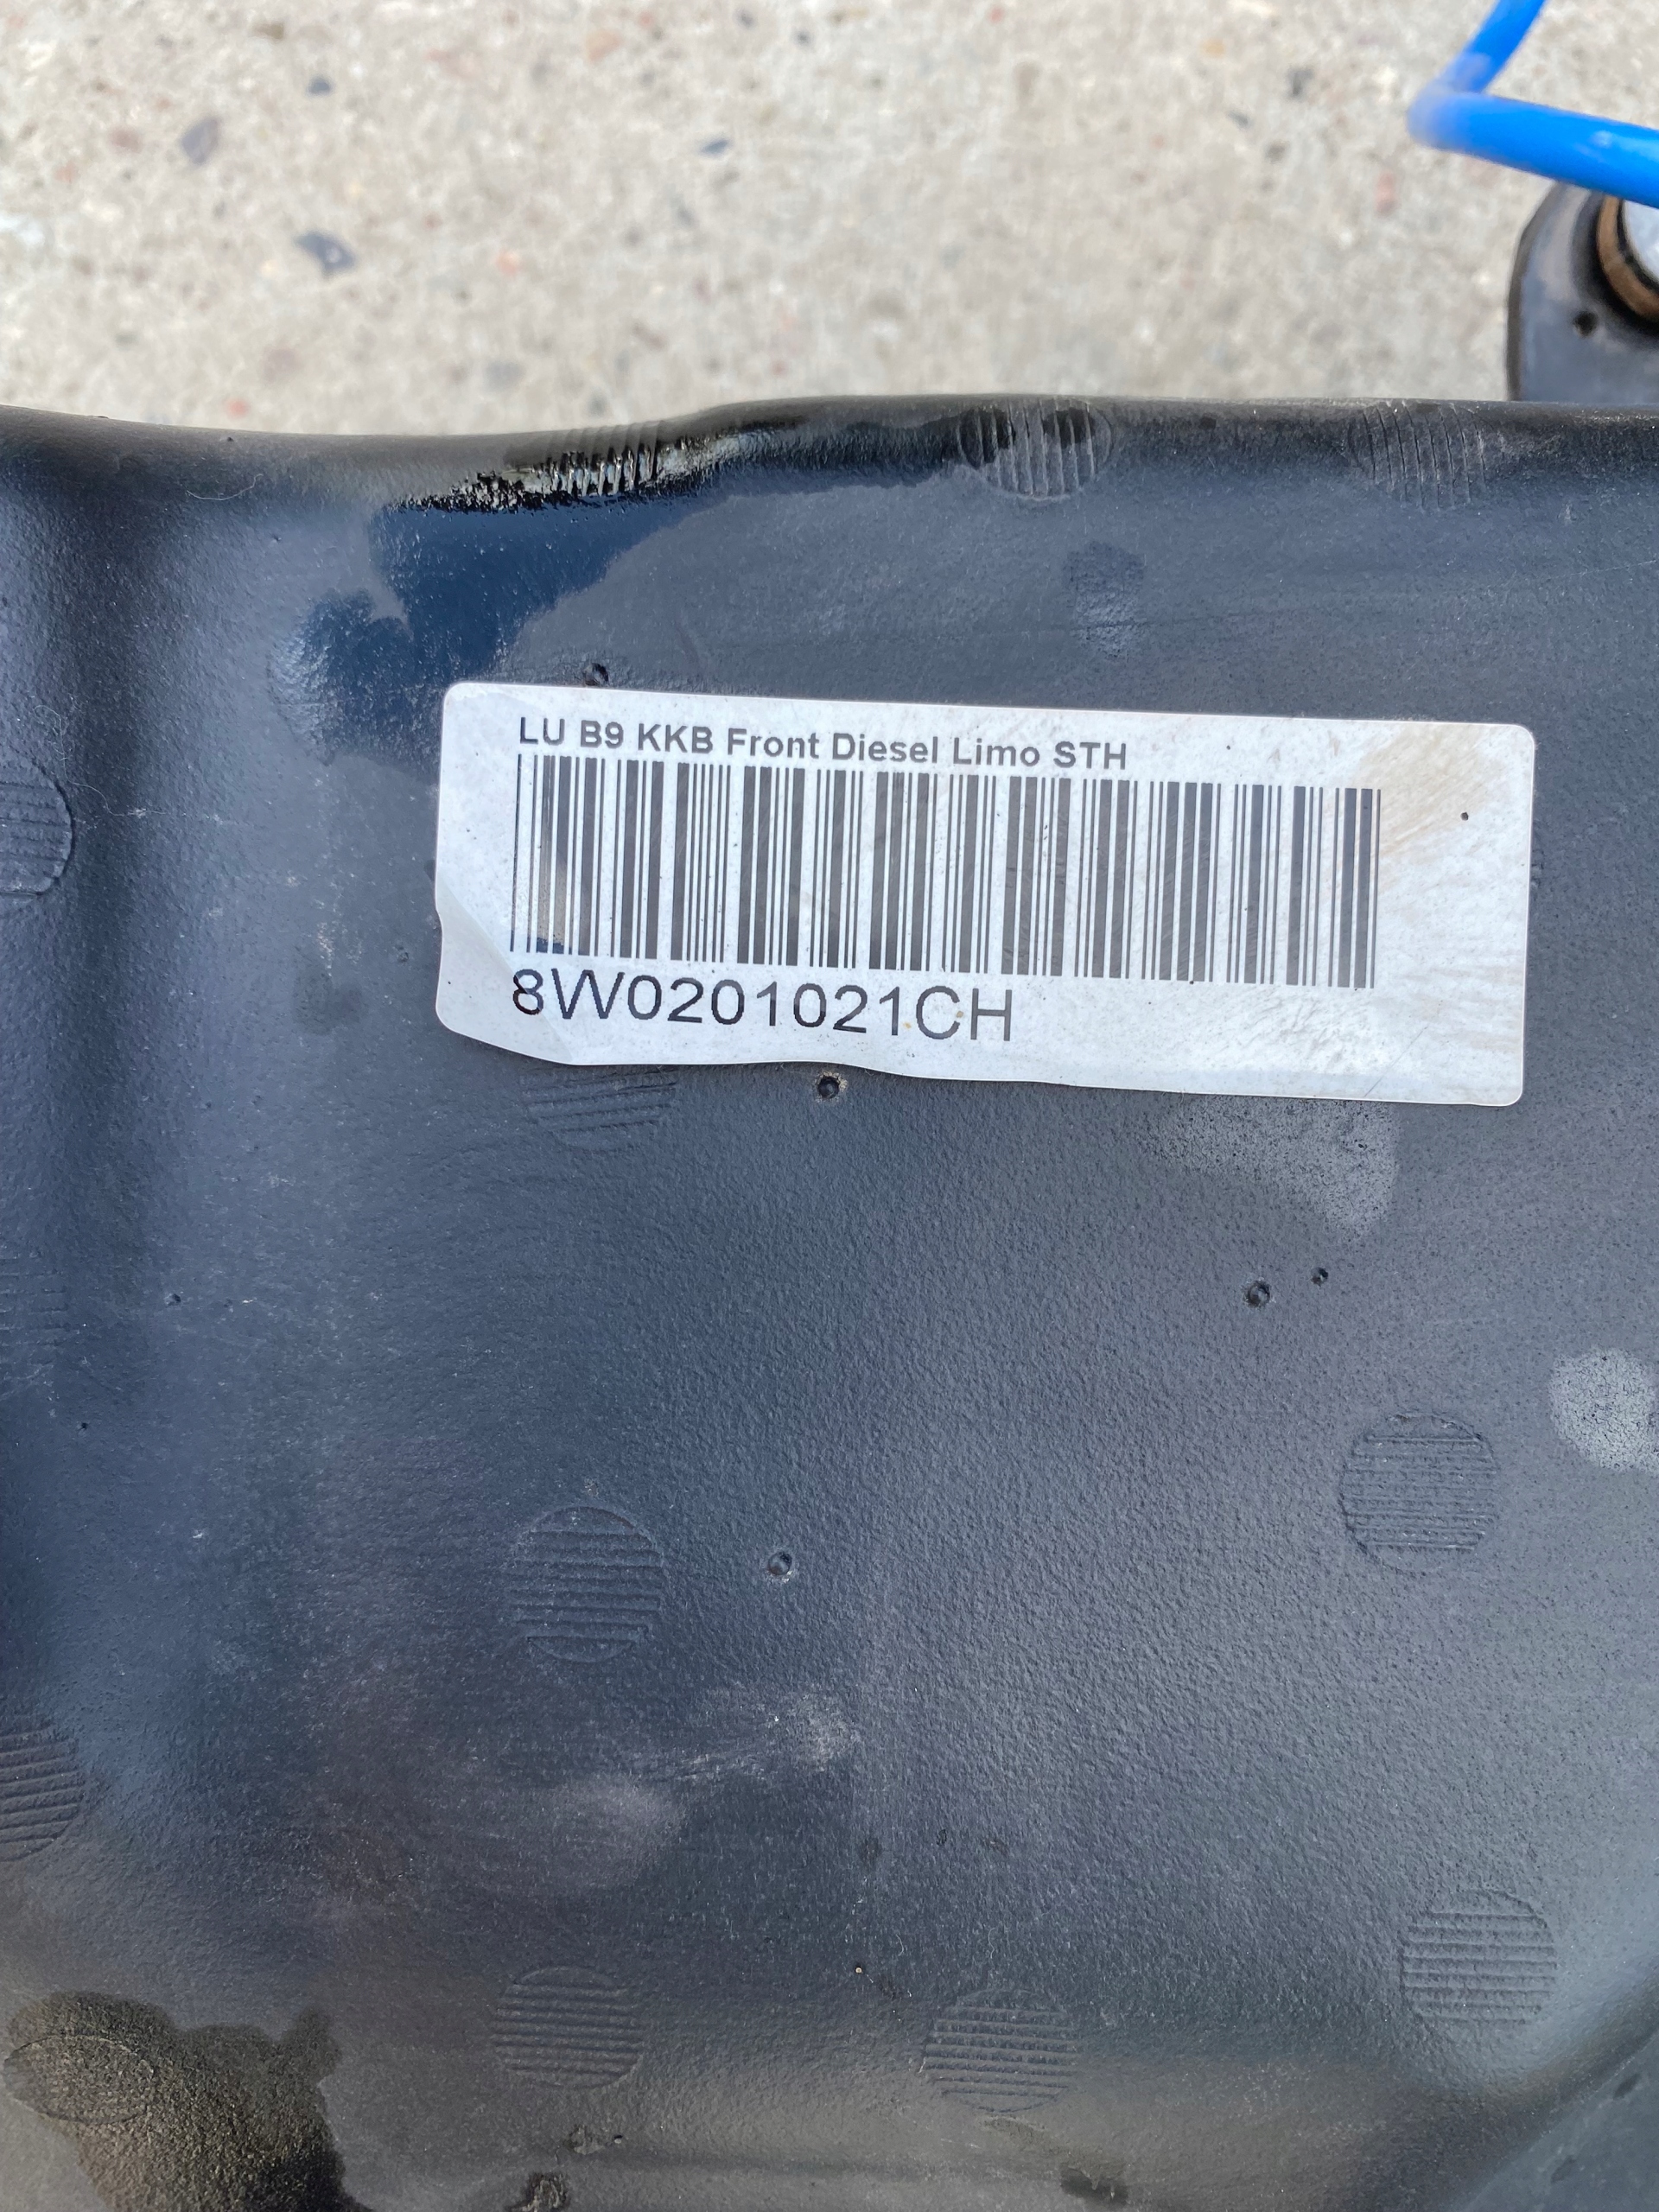 LU B9 KKB Front Diesel Limo STH
8W0201021CH